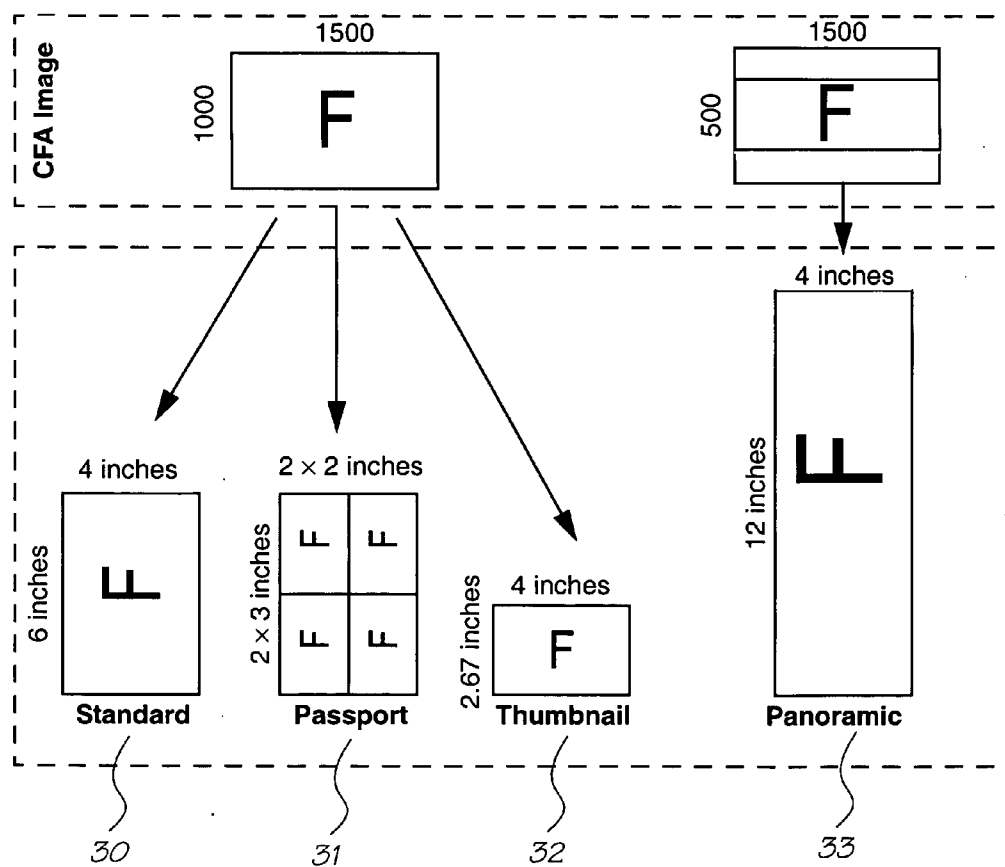 CFA Image
1500
1000
F
1500
500
F
4 inches
6 inches
F
Standard
30
2 × 2 inches
2 × 3 inches
F F
F F
Passport
31
4 inches
2.67 inches
F
Thumbnail
32
4 inches
12 inches
F
Panoramic
33